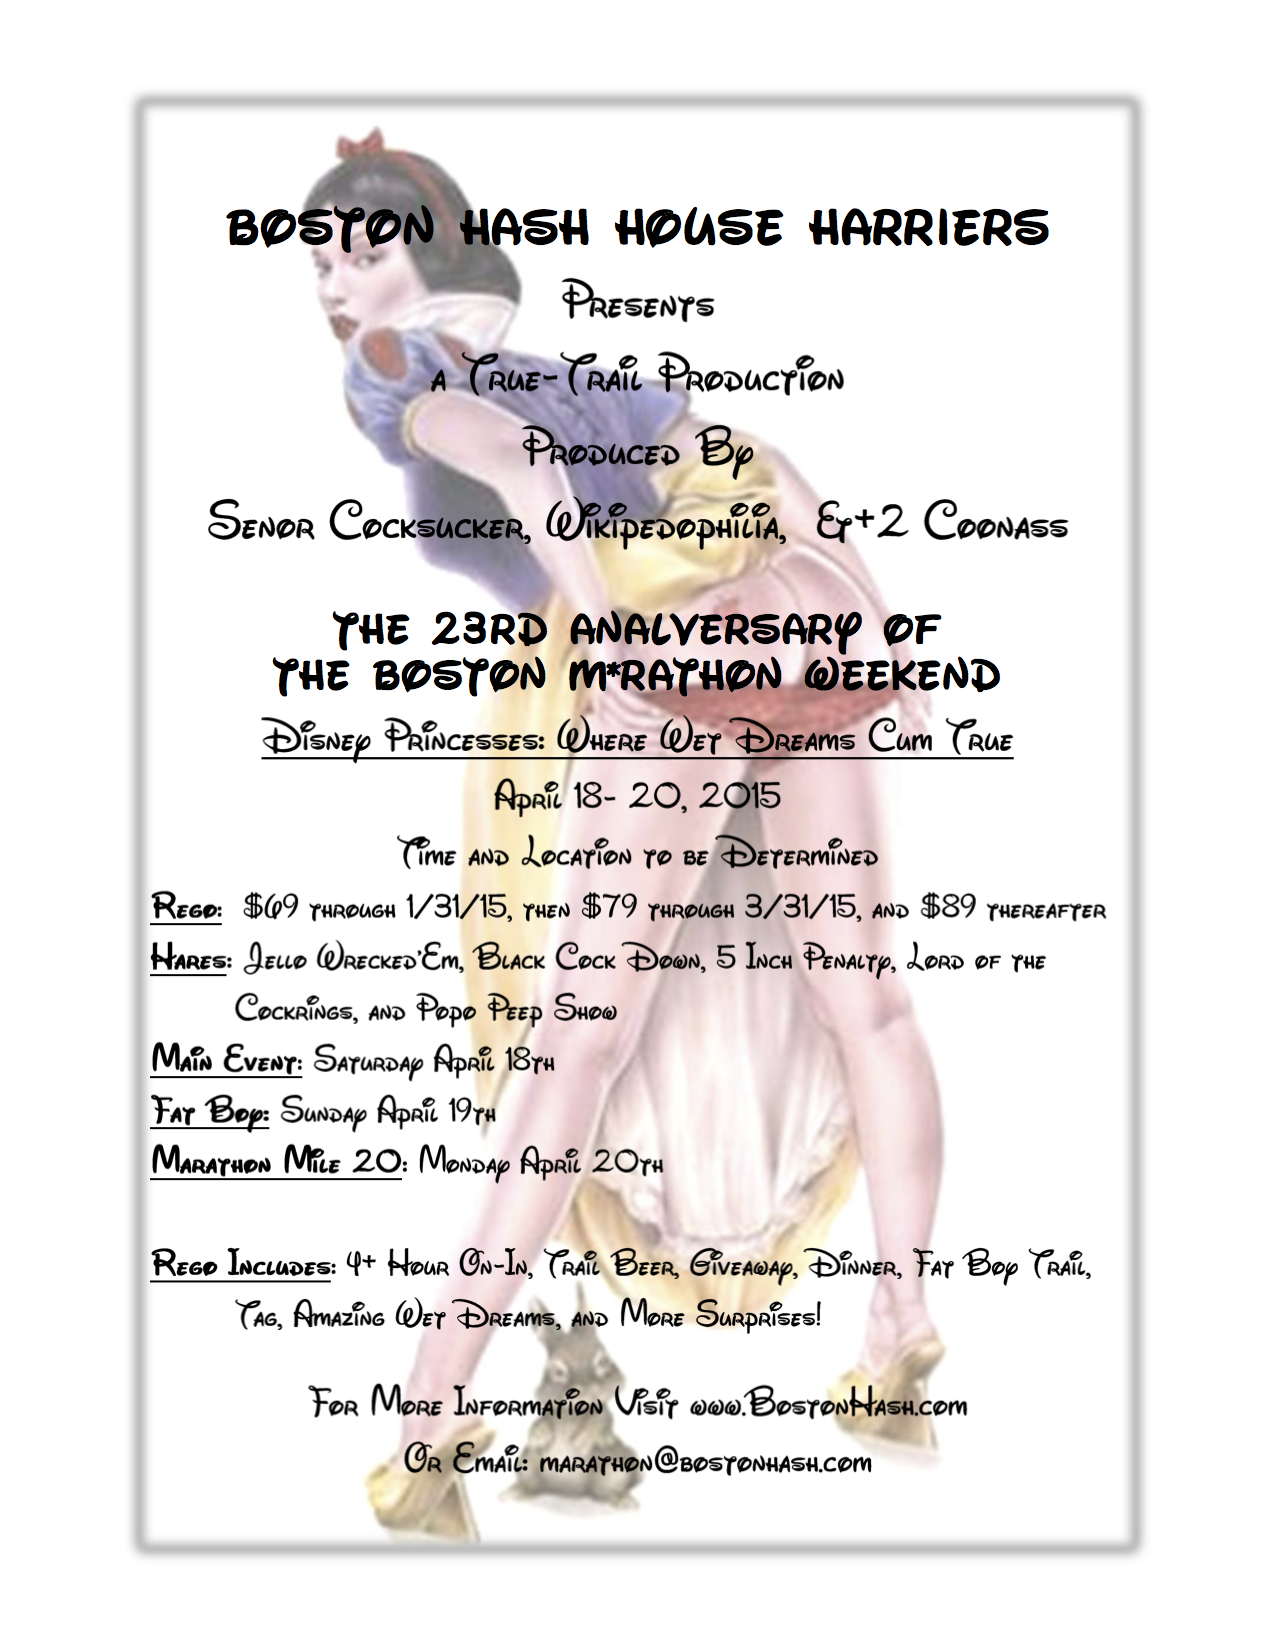 BOSTON HASH HOUSE HARRIERS
PRESENTS
A TRUE-TRAIL PRODUCTION
PRODUCED BY
SENOR COCKSUCKER, WIKIPEDOPHILIA, &+2 COONASS
THE 23RD ANALVERSARY OF
THE BOSTON M*RATHON WEEKEND
DISNEY PRINCESSES: WHERE WET DREAMS CUM TRUE
APRIL 18- 20, 2015
TIME AND LOCATION TO BE DETERMINED
REGO: $69 THROUGH 1/31/15, THEN $79 THROUGH 3/31/15, AND $89 THEREAFTER
HARES: JELLO WRECKED'EM, BLACK COCK DOWN, 5 INCH PENALTY, LORD OF THE
COCKRINGS, AND POPO PEEP SHOW
MAIN EVENT: SATURDAY APRIL 18TH
FAT BOY: SUNDAY APRIL 19TH
MARATHON MILE 20: MONDAY APRIL 20TH
REGO INCLUDES: 4+ HOUR ON-IN, TRAIL BEER, GIVEAWAY, DINNER, FAT BOY TRAIL,
TAG, AMAZING WET DREAMS, AND MORE SURPRISES!
FOR MORE INFORMATION VISIT WWW.BOSTONHASH.COM
OR EMAIL: MARATHON@BOSTONHASH.COM